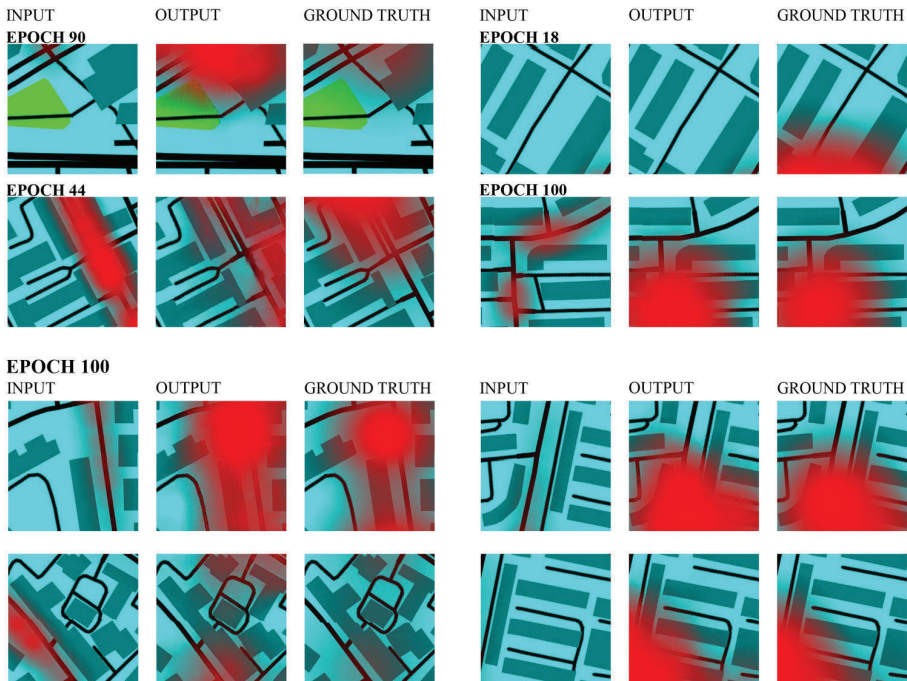 INPUT OUTPUT GROUND TRUTH INPUT OUTPUT GROUND TRUTH
EPOCH 90 EPOCH 18
EPOCH 44 EPOCH 100
EPOCH 100
INPUT OUTPUT GROUND TRUTH INPUT OUTPUT GROUND TRUTH